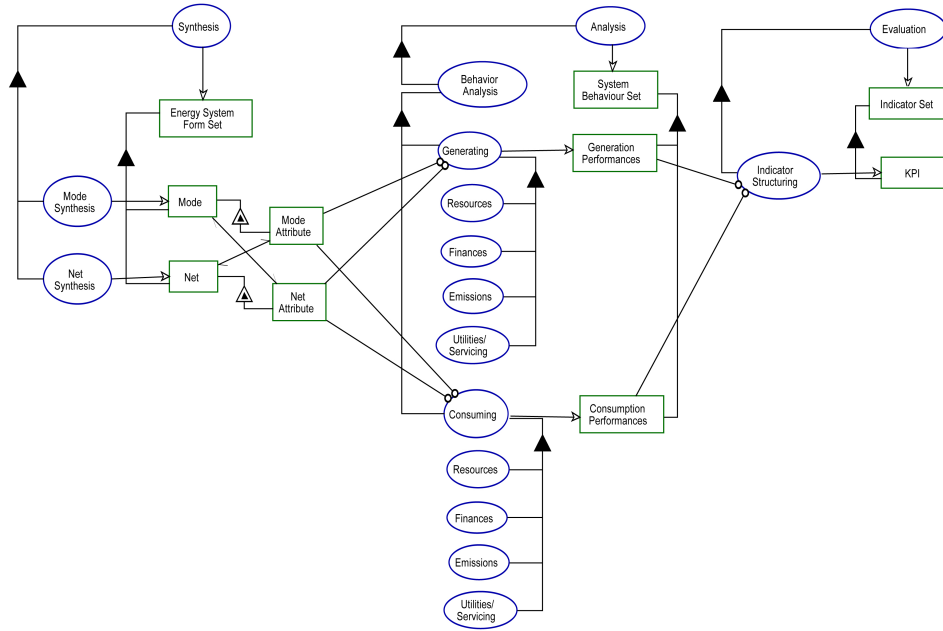 Synthesis
Energy System
Form Set
Mode
Synthesis
Mode
Mode
Attribute
Net
Synthesis
Net
Net
Attribute
Analysis
Behavior
Analysis
System
Behaviour Set
Generating
Generation
Performances
Resources
Finances
Emissions
Utilities/
Servicing
Consuming
Consumption
Performances
Resources
Finances
Emissions
Utilities/
Servicing
Evaluation
Indicator Set
Indicator
Structuring
KPI